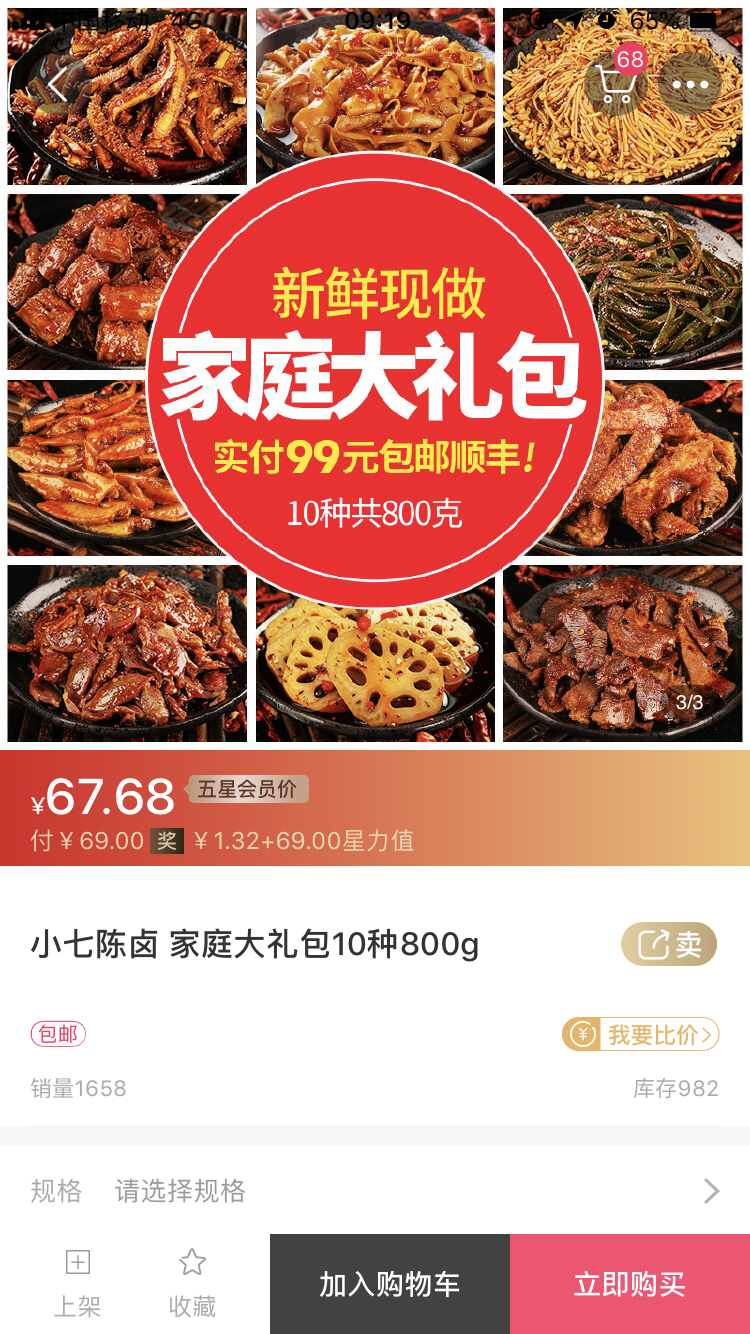 4G 09:19 65%
68
新鲜现做
家庭大礼包
实付99元包邮顺丰!
10种共800克
3/3
¥67.68 五星会员价
付¥69.00 奖 ¥1.32+69.00星力值
小七陈卤 家庭大礼包10种800g
卖
包邮
¥ 我要比价
销量1658
库存982
规格 请选择规格
上架
收藏
加入购物车
立即购买